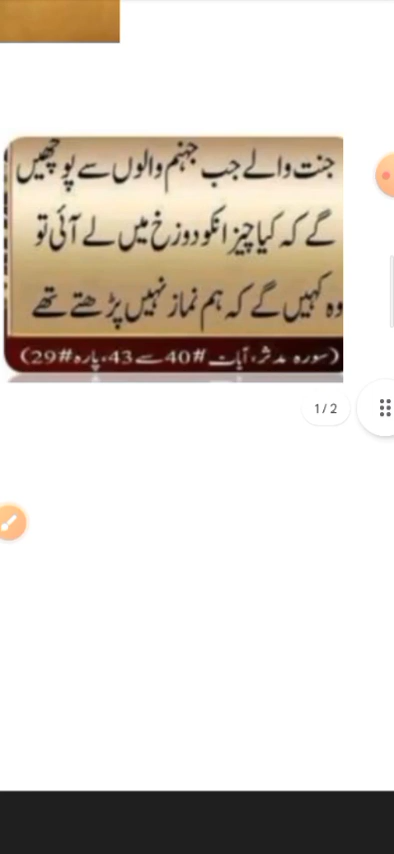 جنت والے جب جہنم والوں سے پوچھیں
گے کہ کیا چیز انکو دوزخ میں لے آئی تو
وہ کہیں گے کہ ہم نماز نہیں پڑھتے تھے
(سورہ مدثر، آیات #40 سے 43، پارہ #29)
1/2